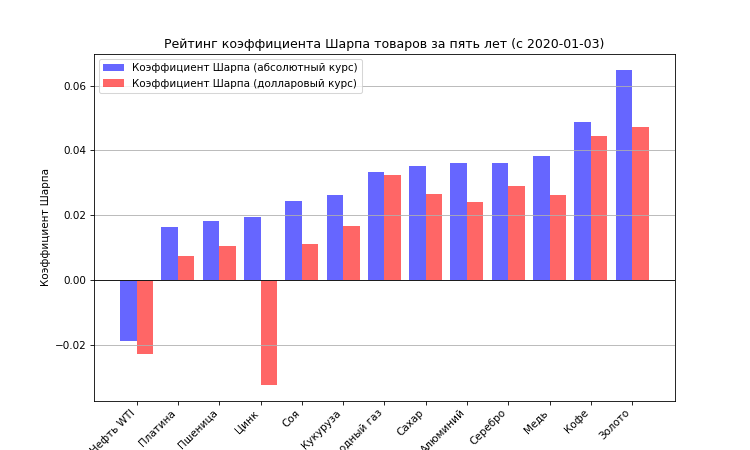 Рейтинг коэффициента Шарпа товаров за пять лет (с 2020-01-03)
Коэффициент Шарпа (абсолютный курс)
Коэффициент Шарпа (долларовый курс)
Коэффициент Шарпа
0.06
0.04
0.02
0.00
−0.02
Нефть WTI
Платина
Пшеница
Цинк
Соя
Кукуруза
газ
Сахар
Алюминий
Серебро
Медь
Кофе
Золото